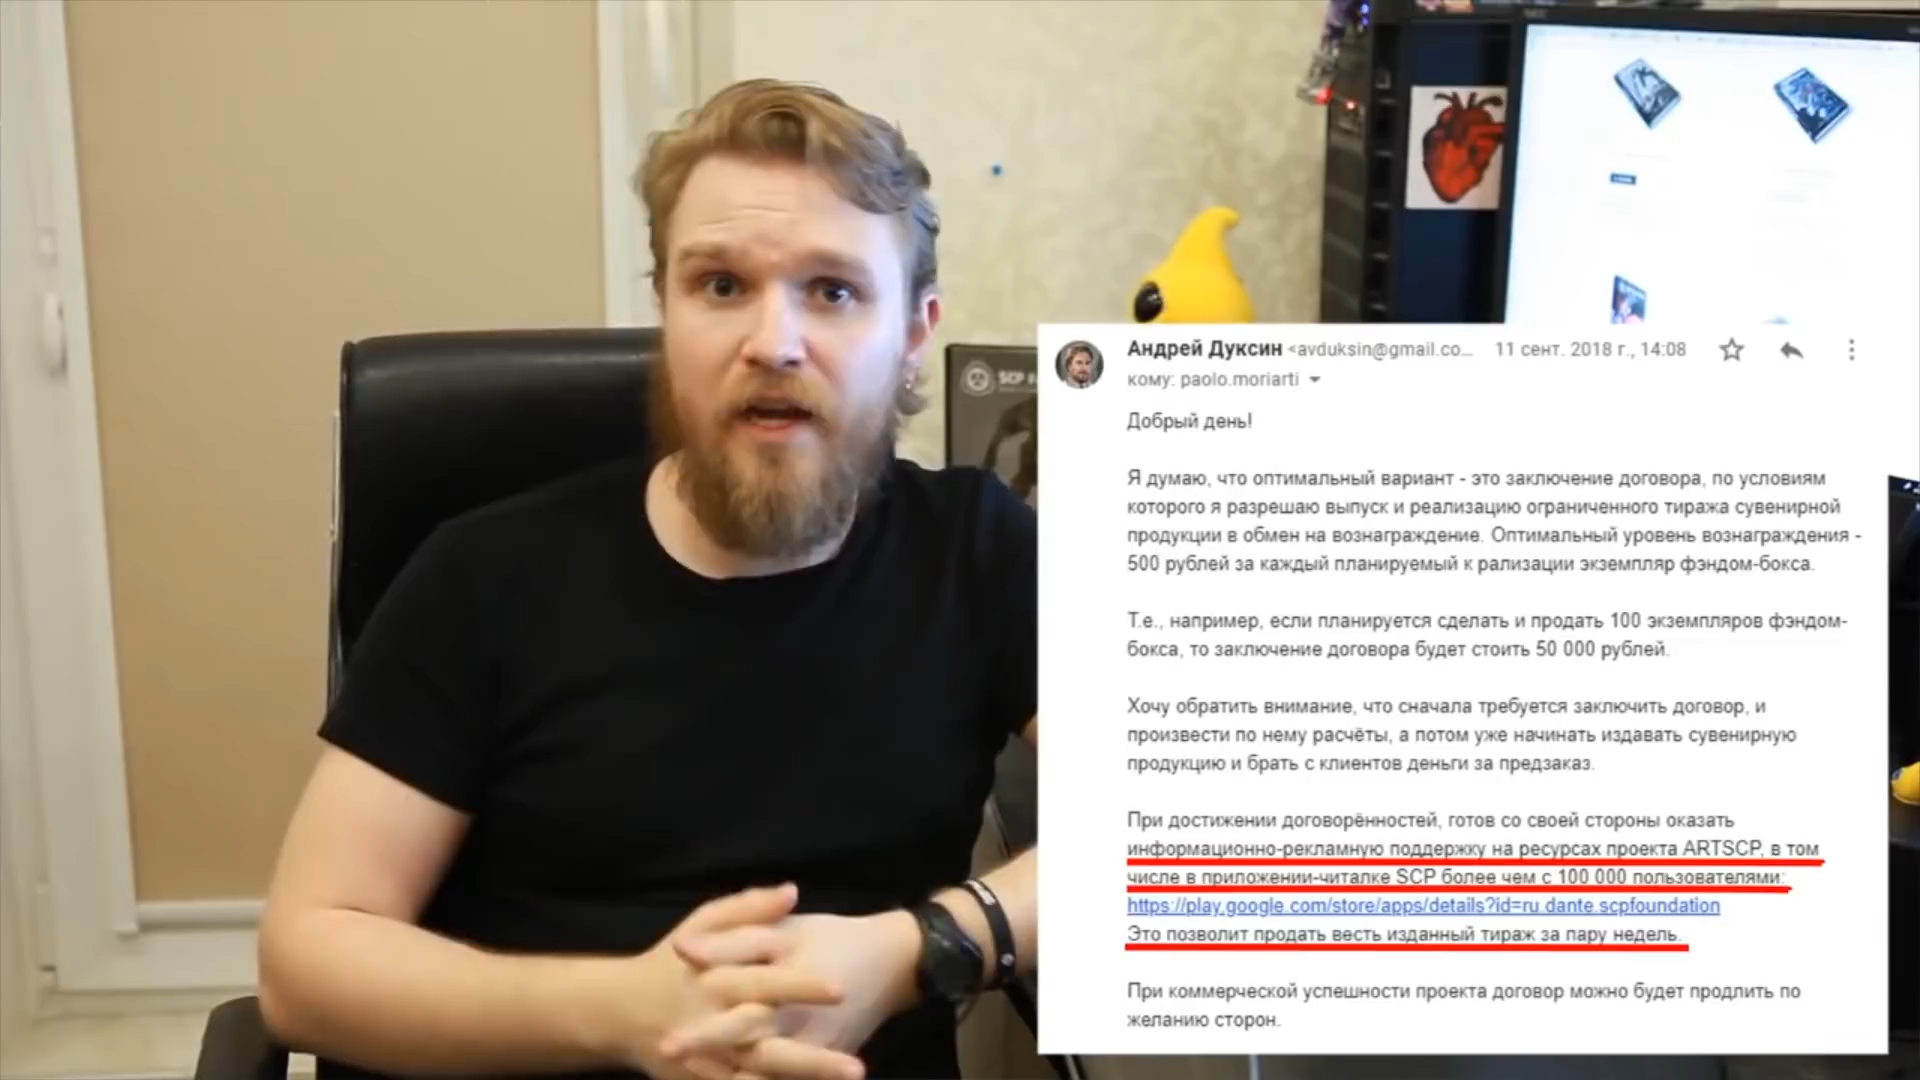 SCP
Андрей Дуксин <avduksin@gmail.co... 11 сент. 2018 г., 14:08
кому: paolo.moriarti
Добрый день!
Я думаю, что оптимальный вариант - это заключение договора, по условиям
которого я разрешаю выпуск и реализацию ограниченного тиража сувенирной
продукции в обмен на вознаграждение. Оптимальный уровень вознаграждения -
500 рублей за каждый планируемый к рализации экземпляр фэндом-бокса.
Т.е., например, если планируется сделать и продать 100 экземпляров фэндом-
бокса, то заключение договора будет стоить 50 000 рублей.
Хочу обратить внимание, что сначала требуется заключить договор, и
произвести по нему расчёты, а потом уже начинать издавать сувенирную
продукцию и брать с клиентов деньги за предзаказ.
При достижении договорённостей, готов со своей стороны оказать
информационно-рекламную поддержку на ресурсах проекта ARTSCP, в том
числе в приложении-читалке SCP более чем с 100 000 пользователями:
https://play.google.com/store/apps/details?id=ru.dante.scpfoundation
Это позволит продать весть изданный тираж за пару недель.
При коммерческой успешности проекта договор можно будет продлить по
желанию сторон.